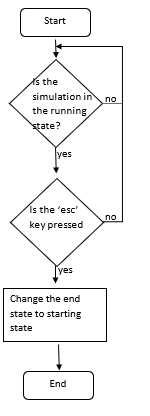 Start
Is the
simulation in
the running
state?
no
yes
Is the ‘esc’
key pressed
no
yes
Change the end
state to starting
state
End